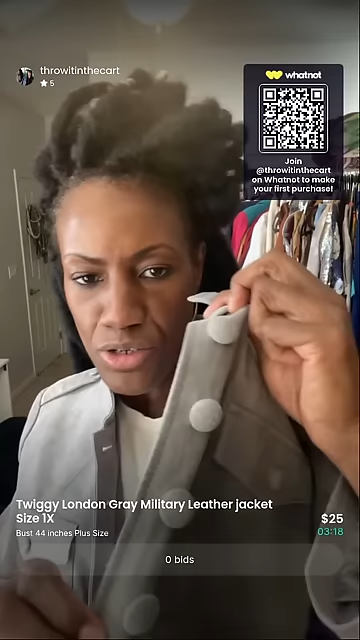 throwitinthecart
★ 5
whatnot
Join
@throwitinthecart
on Whatnot to make
your first purchase!
Twiggy London Gray Military Leather jacket
Size 1X
$25
Bust 44 inches Plus Size
03:18
0 bids